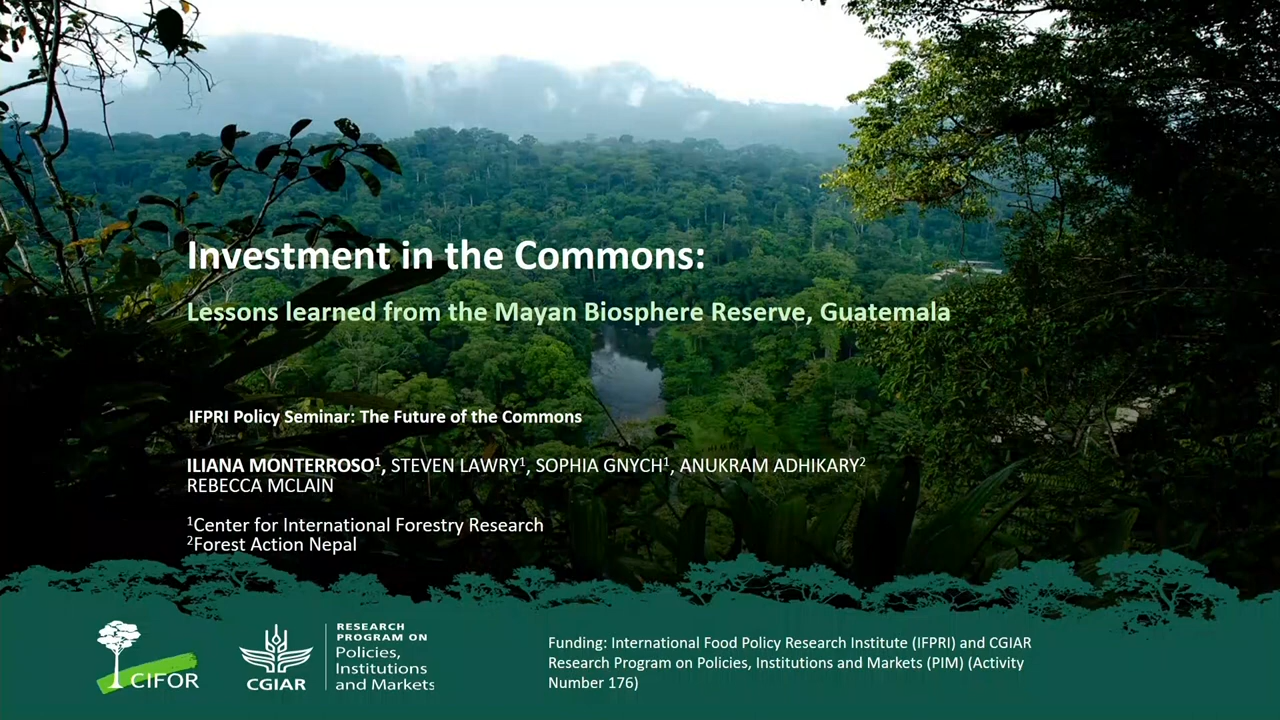 Investment in the Commons:
Lessons learned from the Mayan Biosphere Reserve, Guatemala
IFPRI Policy Seminar: The Future of the Commons
ILIANA MONTERROSO¹, STEVEN LAWRY¹, SOPHIA GNYCH¹, ANUKRAM ADHIKARY²
REBECCA MCLAIN
¹Center for International Forestry Research
²Forest Action Nepal
CIFOR
CGIAR
RESEARCH
PROGRAM ON
Policies,
Institutions
and Markets
Funding: International Food Policy Research Institute (IFPRI) and CGIAR
Research Program on Policies, Institutions and Markets (PIM) (Activity
Number 176)